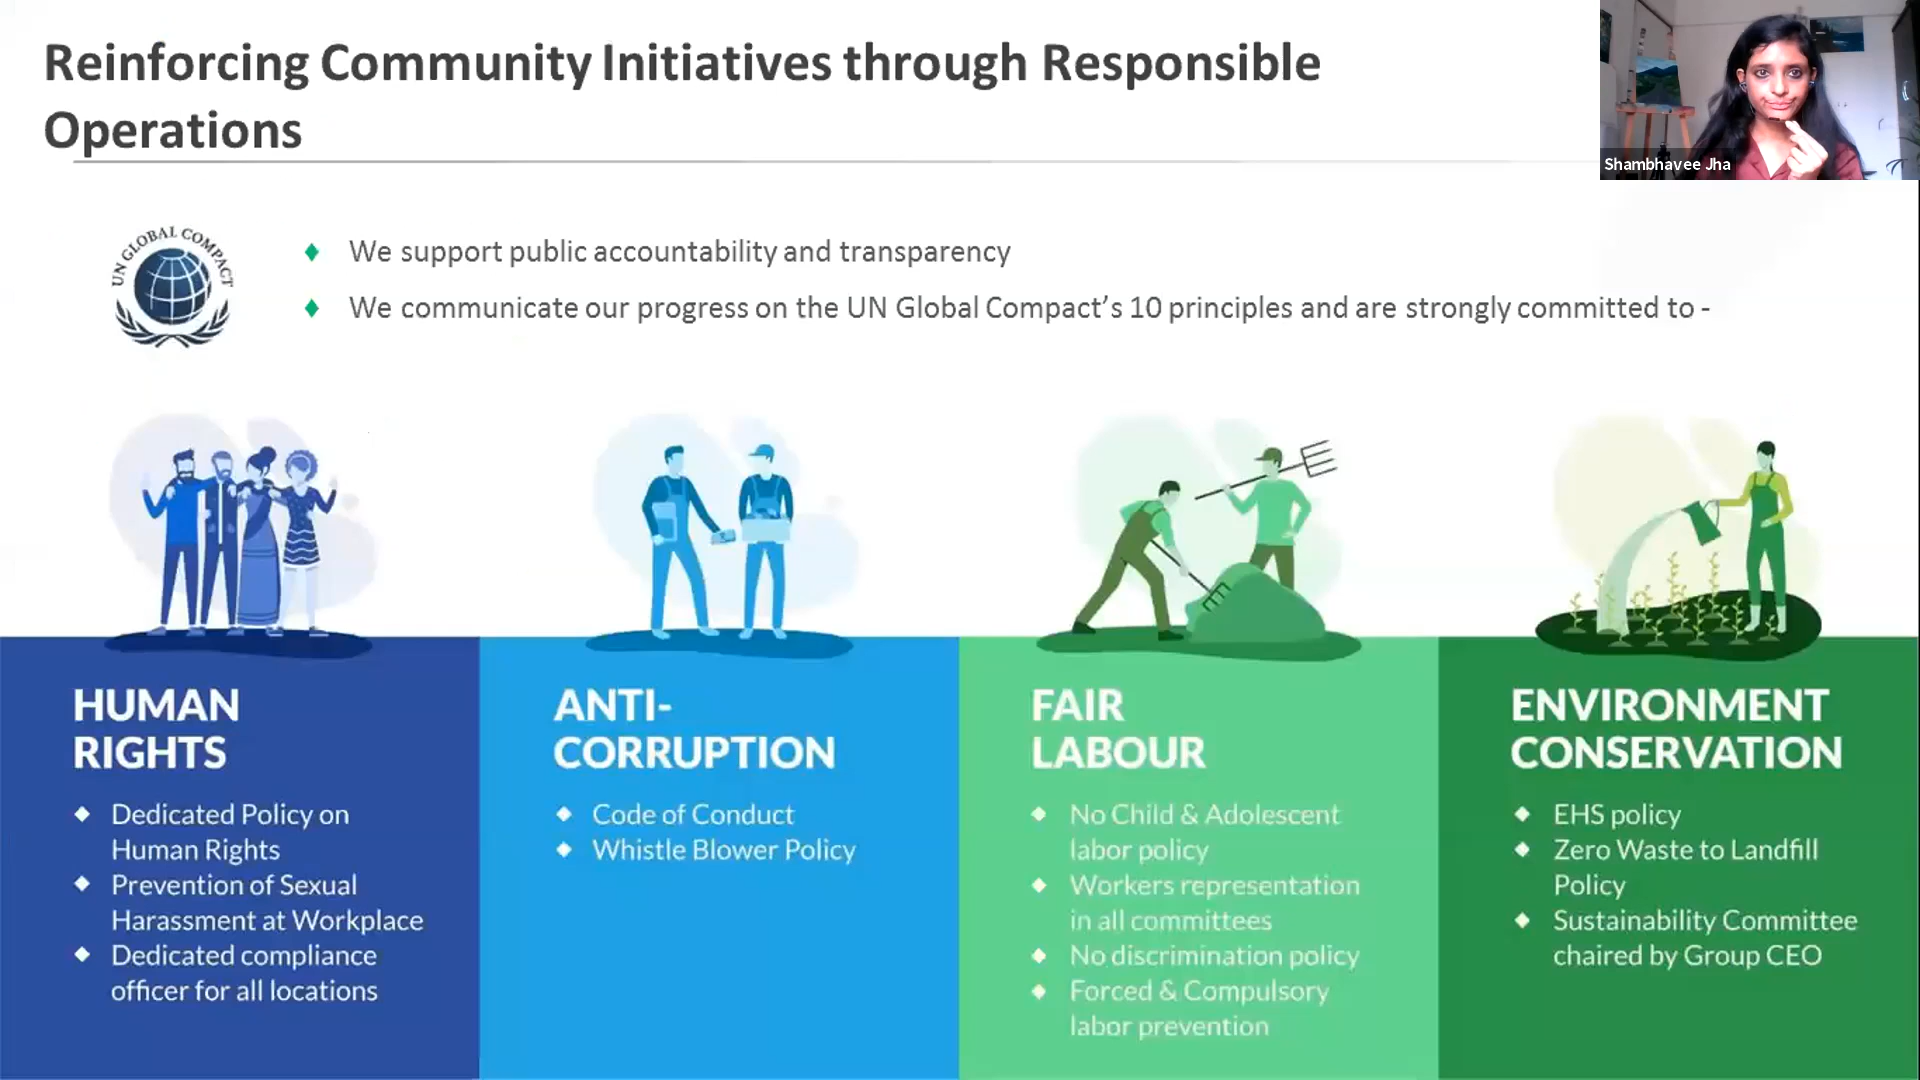 Reinforcing Community Initiatives through Responsible
Operations
Shambhavee Jha
UN GLOBAL COMPACT
We support public accountability and transparency
We communicate our progress on the UN Global Compact’s 10 principles and are strongly committed to -
HUMAN
RIGHTS
Dedicated Policy on
Human Rights
Prevention of Sexual
Harassment at Workplace
Dedicated compliance
officer for all locations
ANTI-
CORRUPTION
Code of Conduct
Whistle Blower Policy
FAIR
LABOUR
No Child & Adolescent
labor policy
Workers representation
in all committees
No discrimination policy
Forced & Compulsory
labor prevention
ENVIRONMENT
CONSERVATION
EHS policy
Zero Waste to Landfill
Policy
Sustainability Committee
chaired by Group CEO